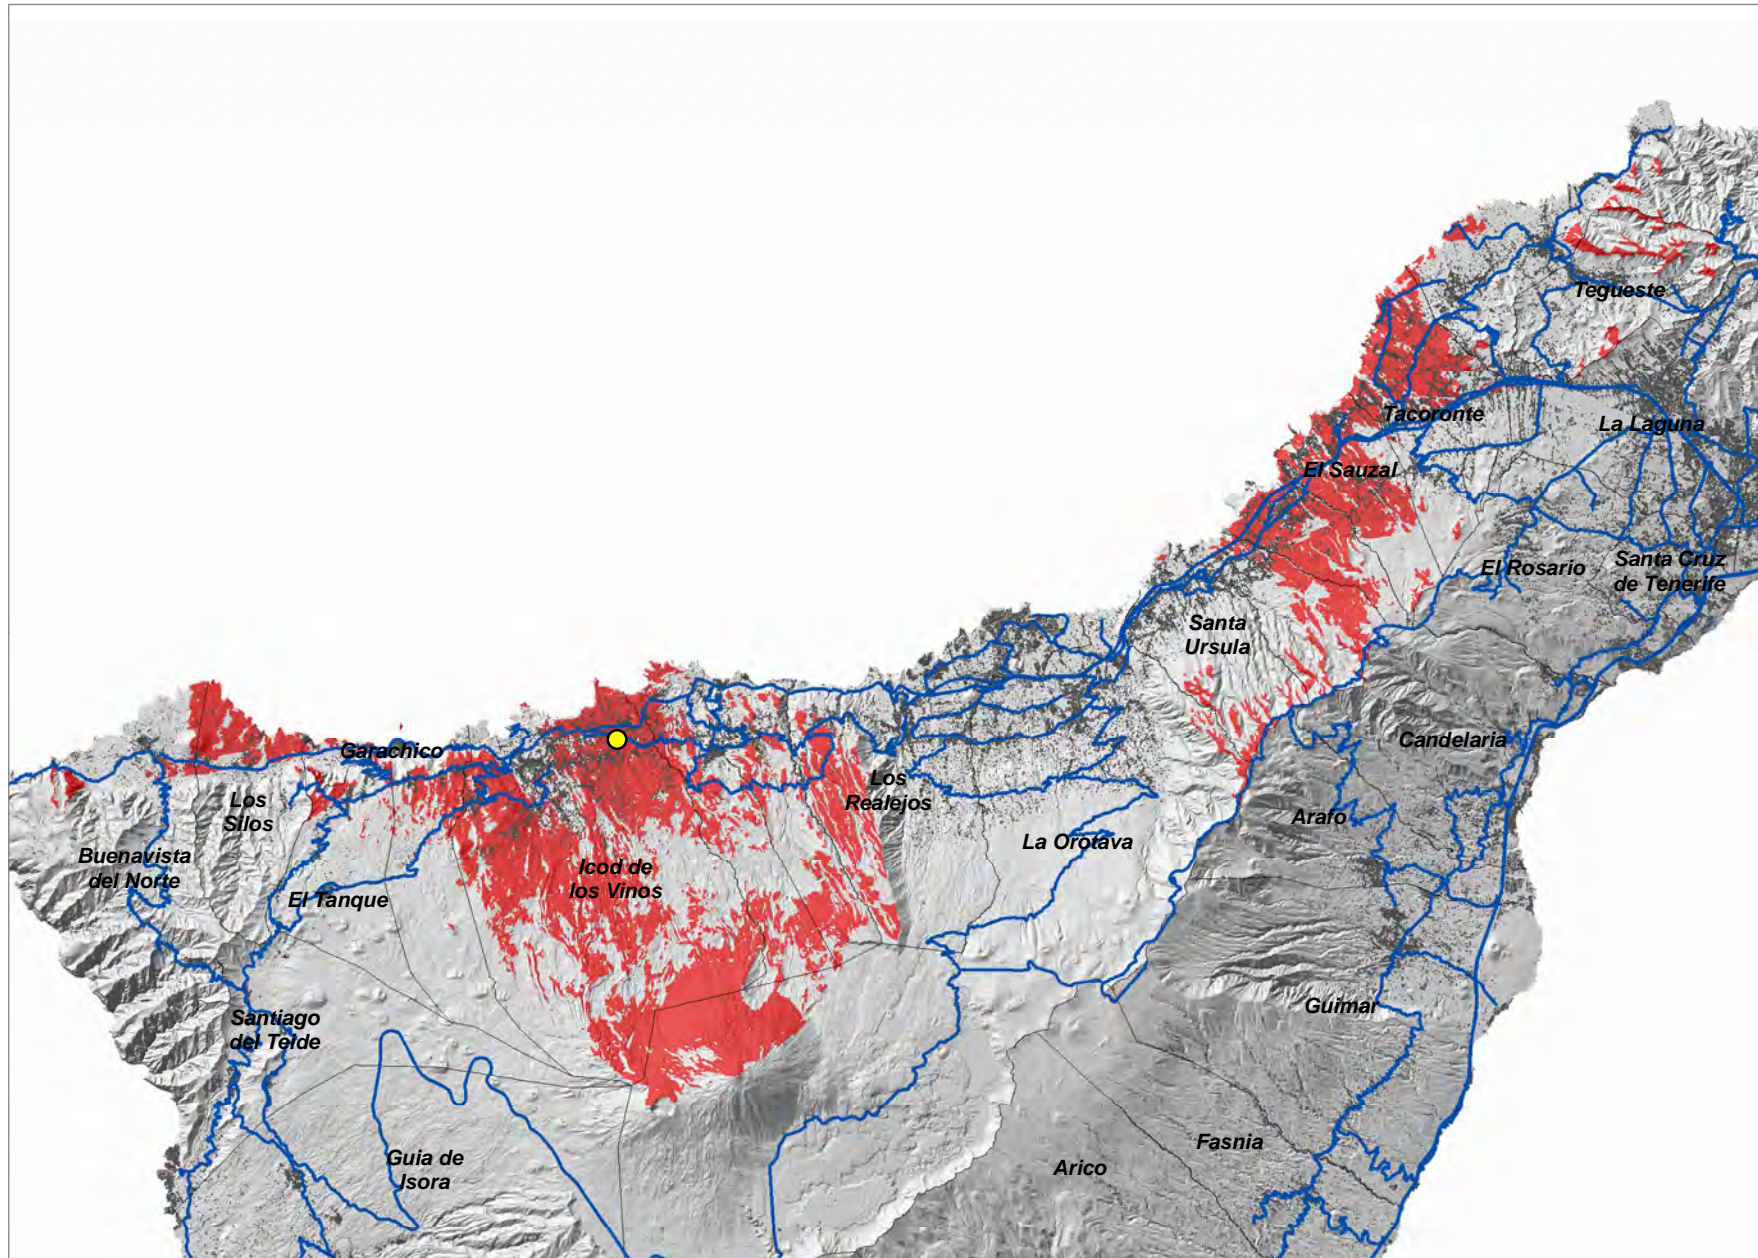 Tegueste
Tacoronte
La Laguna
El Sauzal
El Rosario
Santa Cruz
de Tenerife
Santa
Ursula
Garachico
Candelaria
Los
Realejos
Los
Silos
Arafo
La Orotava
Buenavista
del Norte
Icod de
los Vinos
El Tanque
Guimar
Santiago
del Teide
Fasnia
Guia de
Isora
Arico